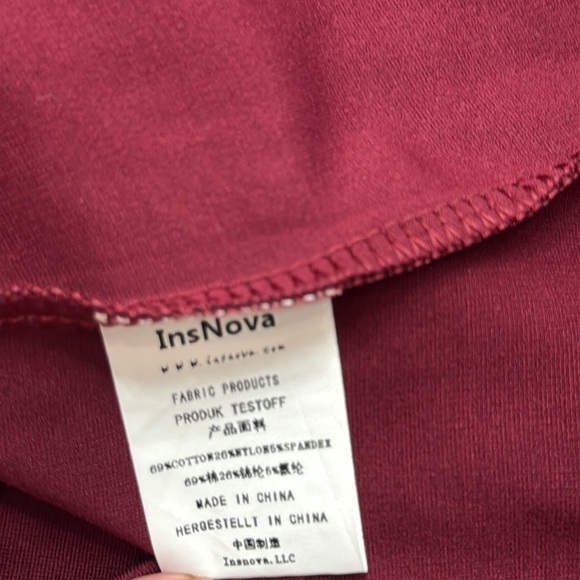 InsNova
www.insnova.com
FABRIC PRODUCTS
PRODUK TESTOFF
产品面料
69%COTTON26%NYLON5%SPANDEX
69%棉26%锦纶5%氨纶
MADE IN CHINA
HERGESTELLT IN CHINA
中国制造
Insnova.LLC